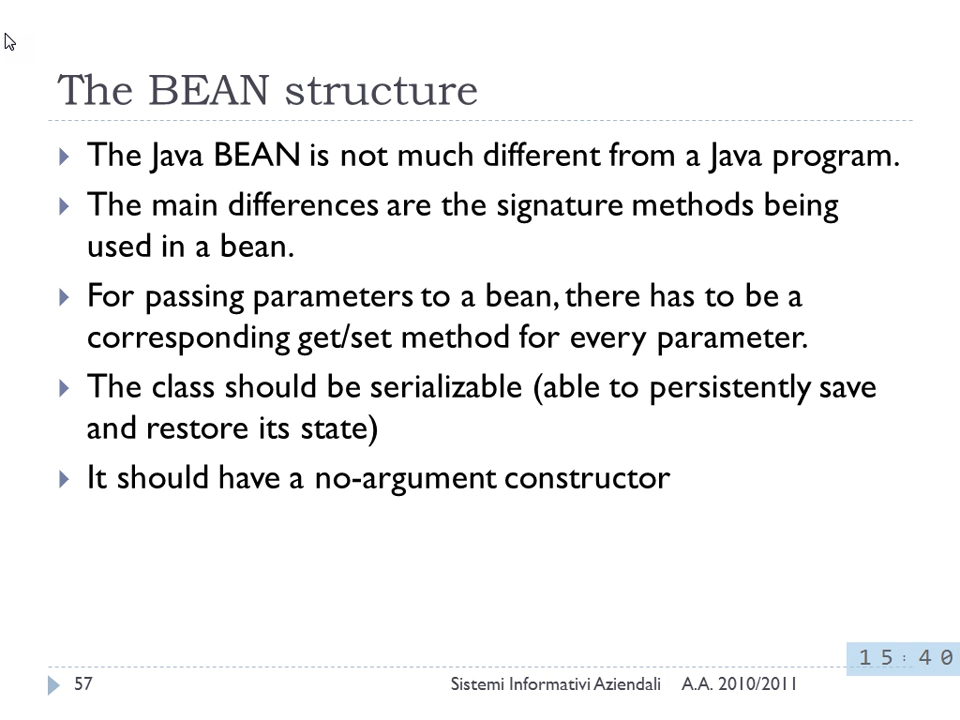 The BEAN structure
The Java BEAN is not much different from a Java program.
The main differences are the signature methods being
used in a bean.
For passing parameters to a bean, there has to be a
corresponding get/set method for every parameter.
The class should be serializable (able to persistently save
and restore its state)
It should have a no-argument constructor
15:40
57 Sistemi Informativi Aziendali A.A. 2010/2011